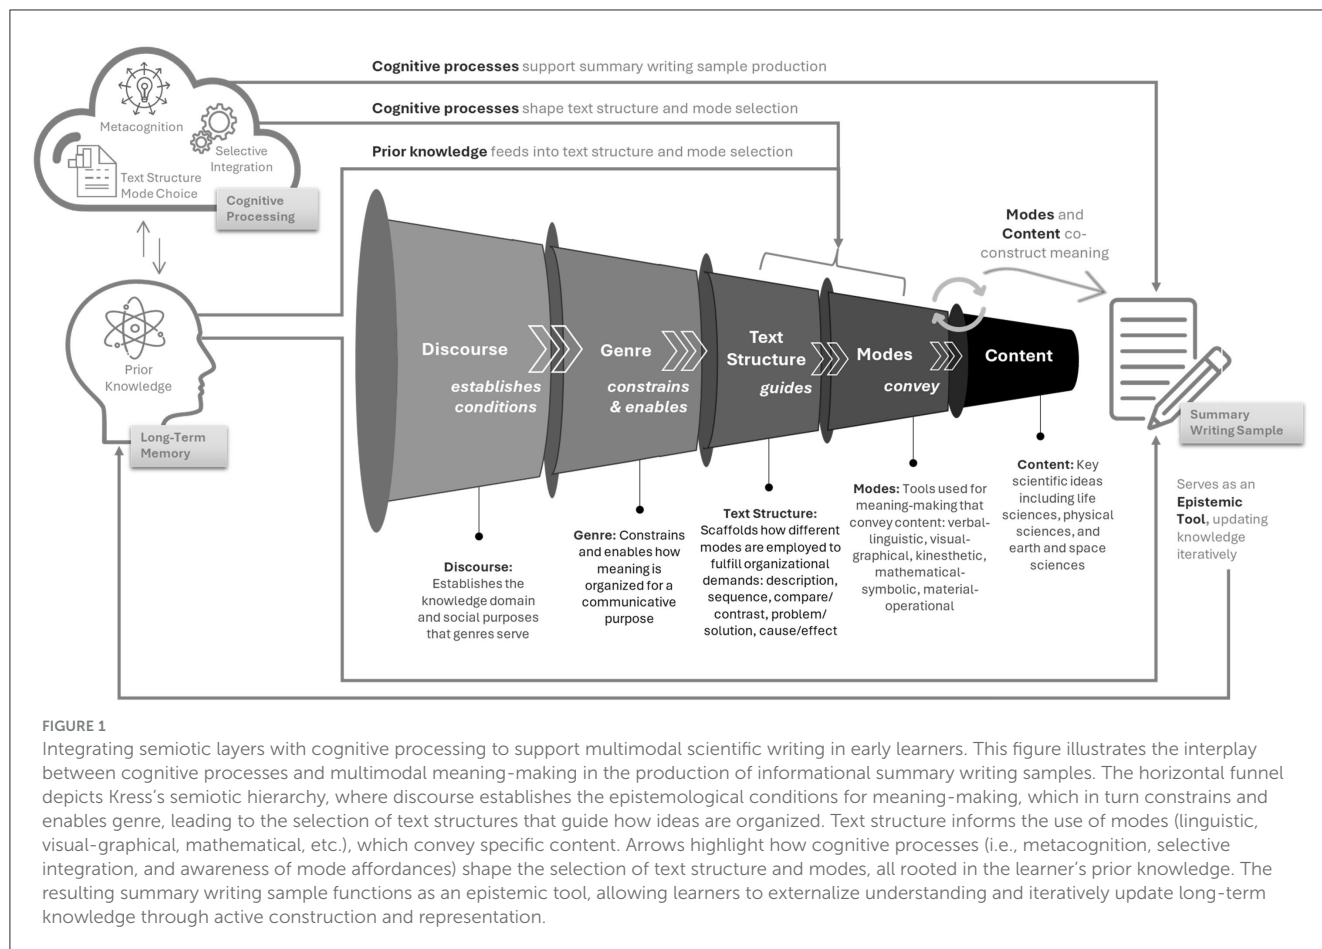 Cognitive processes support summary writing sample production
Cognitive processes shape text structure and mode selection
Prior knowledge feeds into text structure and mode selection
Metacognition
Selective
Integration
Text Structure
Mode Choice
Cognitive
Processing
Prior
Knowledge
Long-Term
Memory
Discourse
establishes
conditions
Genre
constrains
& enables
Text
Structure
guides
Modes
convey
Content
Modes and
Content co-
construct meaning
Summary
Writing Sample
Serves as an
Epistemic
Tool, updating
knowledge
iteratively
Discourse:
Establishes the
knowledge domain
and social purposes
that genres serve
Genre: Constrains
and enables how
meaning is
organized for a
communicative
purpose
Text Structure:
Scaffolds how different
modes are employed to
fulfill organizational
demands: description,
sequence, compare/
contrast, problem/
solution, cause/effect
Modes: Tools used for
meaning-making that
convey content: verbal-
linguistic, visual-
graphical, kinesthetic,
mathematical-
symbolic, material-
operational
Content: Key
scientific ideas
including life
sciences, physical
sciences, and
earth and space
sciences
FIGURE 1
Integrating semiotic layers with cognitive processing to support multimodal scientific writing in early learners. This figure illustrates the interplay
between cognitive processes and multimodal meaning-making in the production of informational summary writing samples. The horizontal funnel
depicts Kress's semiotic hierarchy, where discourse establishes the epistemological conditions for meaning-making, which in turn constrains and
enables genre, leading to the selection of text structures that guide how ideas are organized. Text structure informs the use of modes (linguistic,
visual-graphical, mathematical, etc.), which convey specific content. Arrows highlight how cognitive processes (i.e., metacognition, selective
integration, and awareness of mode affordances) shape the selection of text structure and modes, all rooted in the learner's prior knowledge. The
resulting summary writing sample functions as an epistemic tool, allowing learners to externalize understanding and iteratively update long-term
knowledge through active construction and representation.